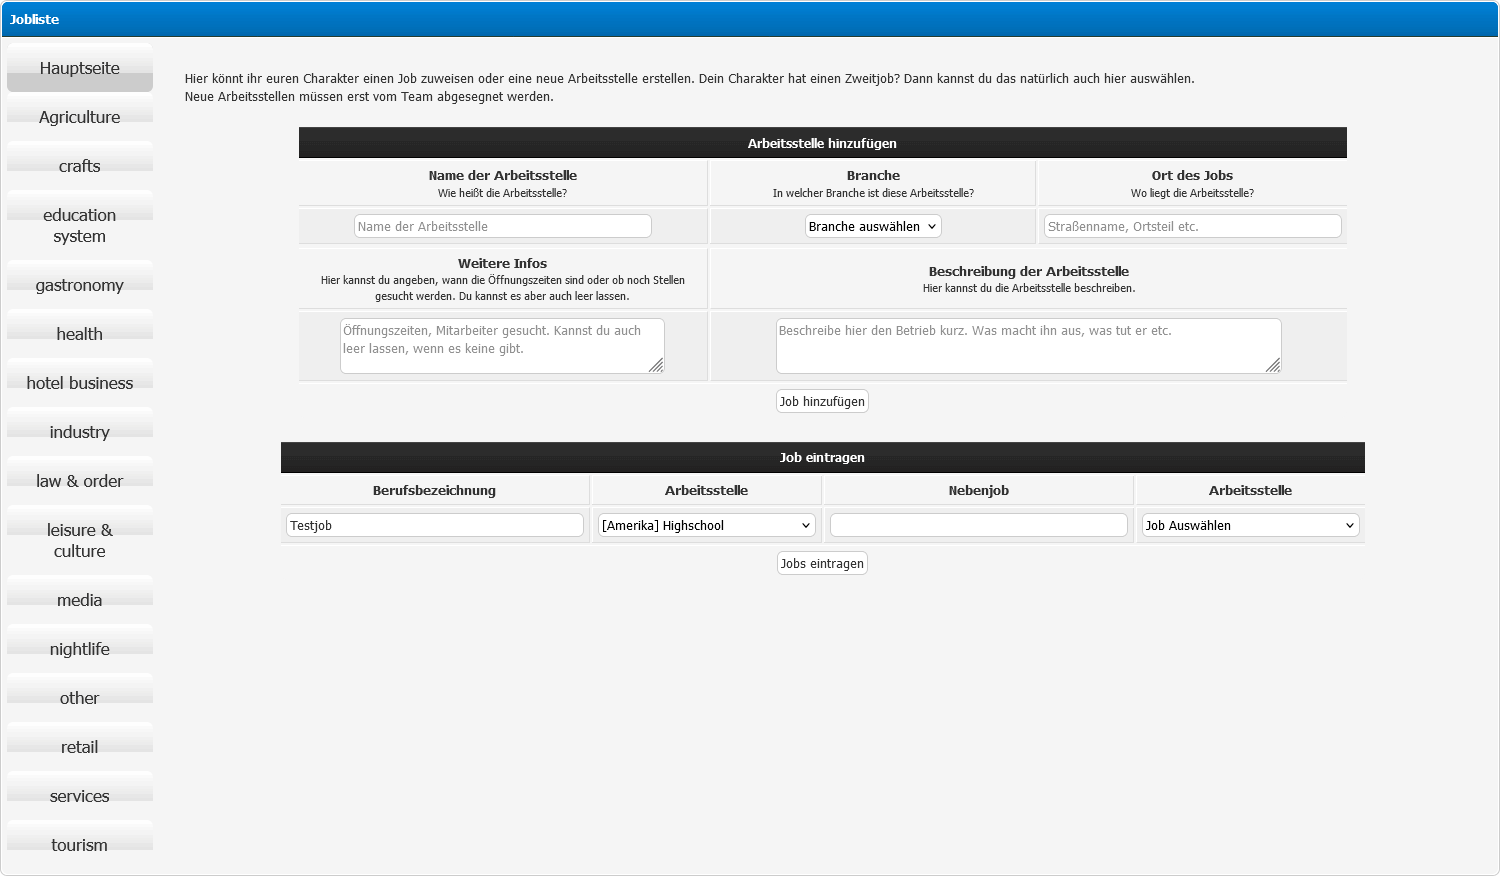 Jobliste
Hauptseite
Agriculture
crafts
education
system
gastronomy
health
hotel business
industry
law & order
leisure &
culture
media
nightlife
other
retail
services
tourism
Hier könnt ihr euren Charakter einen Job zuweisen oder eine neue Arbeitsstelle erstellen. Dein Charakter hat einen Zweitjob? Dann kannst du das natürlich auch hier auswählen.
Neue Arbeitsstellen müssen erst vom Team abgesegnet werden.
Arbeitsstelle hinzufügen
Name der Arbeitsstelle
Wie heißt die Arbeitsstelle?
Branche
In welcher Branche ist diese Arbeitsstelle?
Ort des Jobs
Wo liegt die Arbeitsstelle?
Name der Arbeitsstelle
Branche auswählen
Straßenname, Ortsteil etc.
Weitere Infos
Hier kannst du angeben, wann die Öffnungszeiten sind oder ob noch Stellen
gesucht werden. Du kannst es aber auch leer lassen.
Beschreibung der Arbeitsstelle
Hier kannst du die Arbeitsstelle beschreiben.
Öffnungszeiten, Mitarbeiter gesucht. Kannst du auch
leer lassen, wenn es keine gibt.
Beschreibe hier den Betrieb kurz. Was macht ihn aus, was tut er etc.
Job hinzufügen
Job eintragen
Berufsbezeichnung
Arbeitsstelle
Nebenjob
Arbeitsstelle
Testjob
[Amerika] Highschool
Job Auswählen
Jobs eintragen